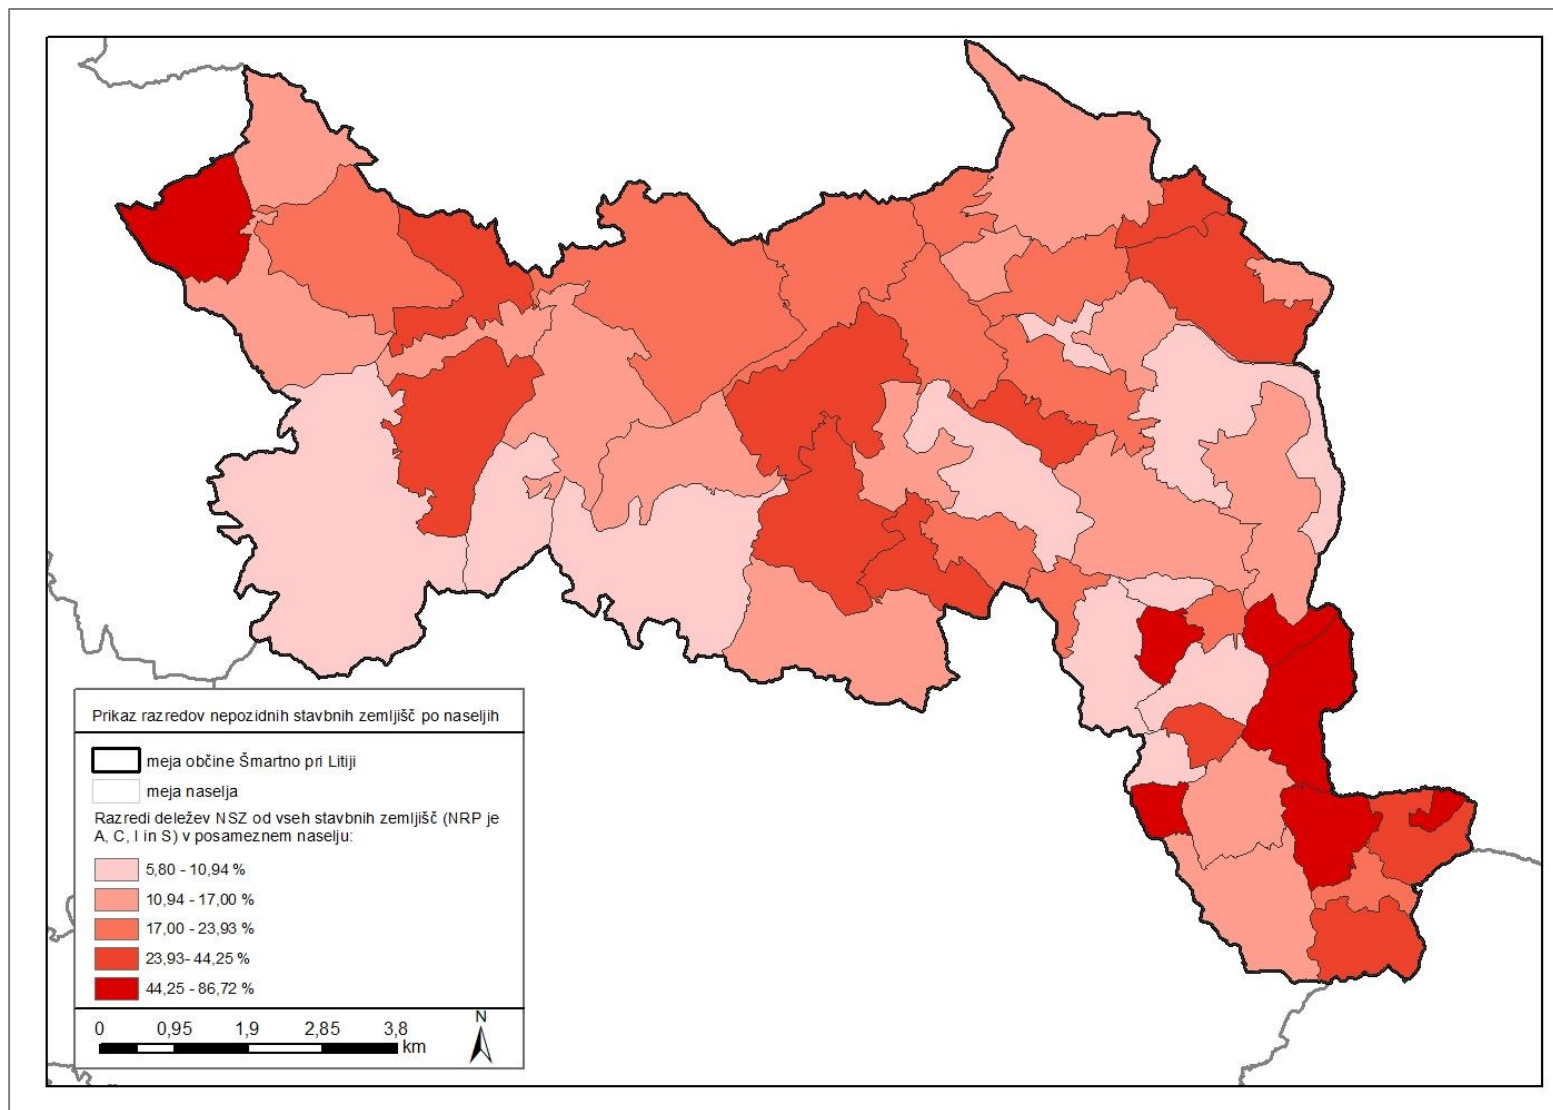 Prikaz razredov nepozidnih stavbnih zemljišč po naseljih
meja občine Šmartno pri Litiji
meja naselja
Razredi deležev NSZ od vseh stavbnih zemljišč (NRP je
A, C, I in S) v posameznem naselju:
5,80 - 10,94 %
10,94 - 17,00 %
17,00 - 23,93 %
23,93- 44,25 %
44,25 - 86,72 %
0 0,95 1,9 2,85 3,8
km
N